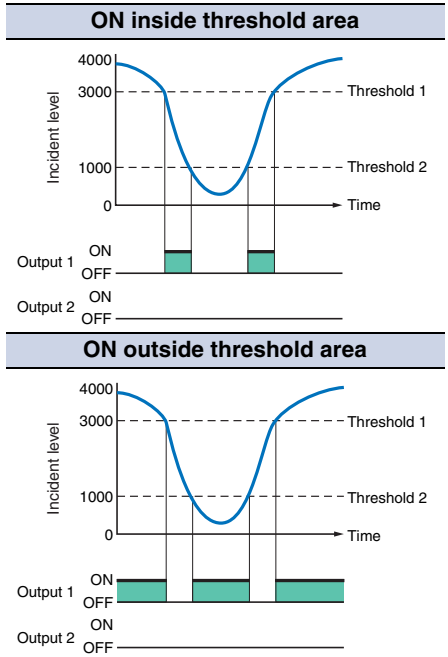 ON inside threshold area
4000
3000
Threshold 1
Incident level
1000
Threshold 2
0
Time
ON
Output 1
OFF
ON
Output 2
OFF
ON outside threshold area
4000
3000
Threshold 1
Incident level
1000
Threshold 2
0
Time
ON
Output 1
OFF
ON
Output 2
OFF